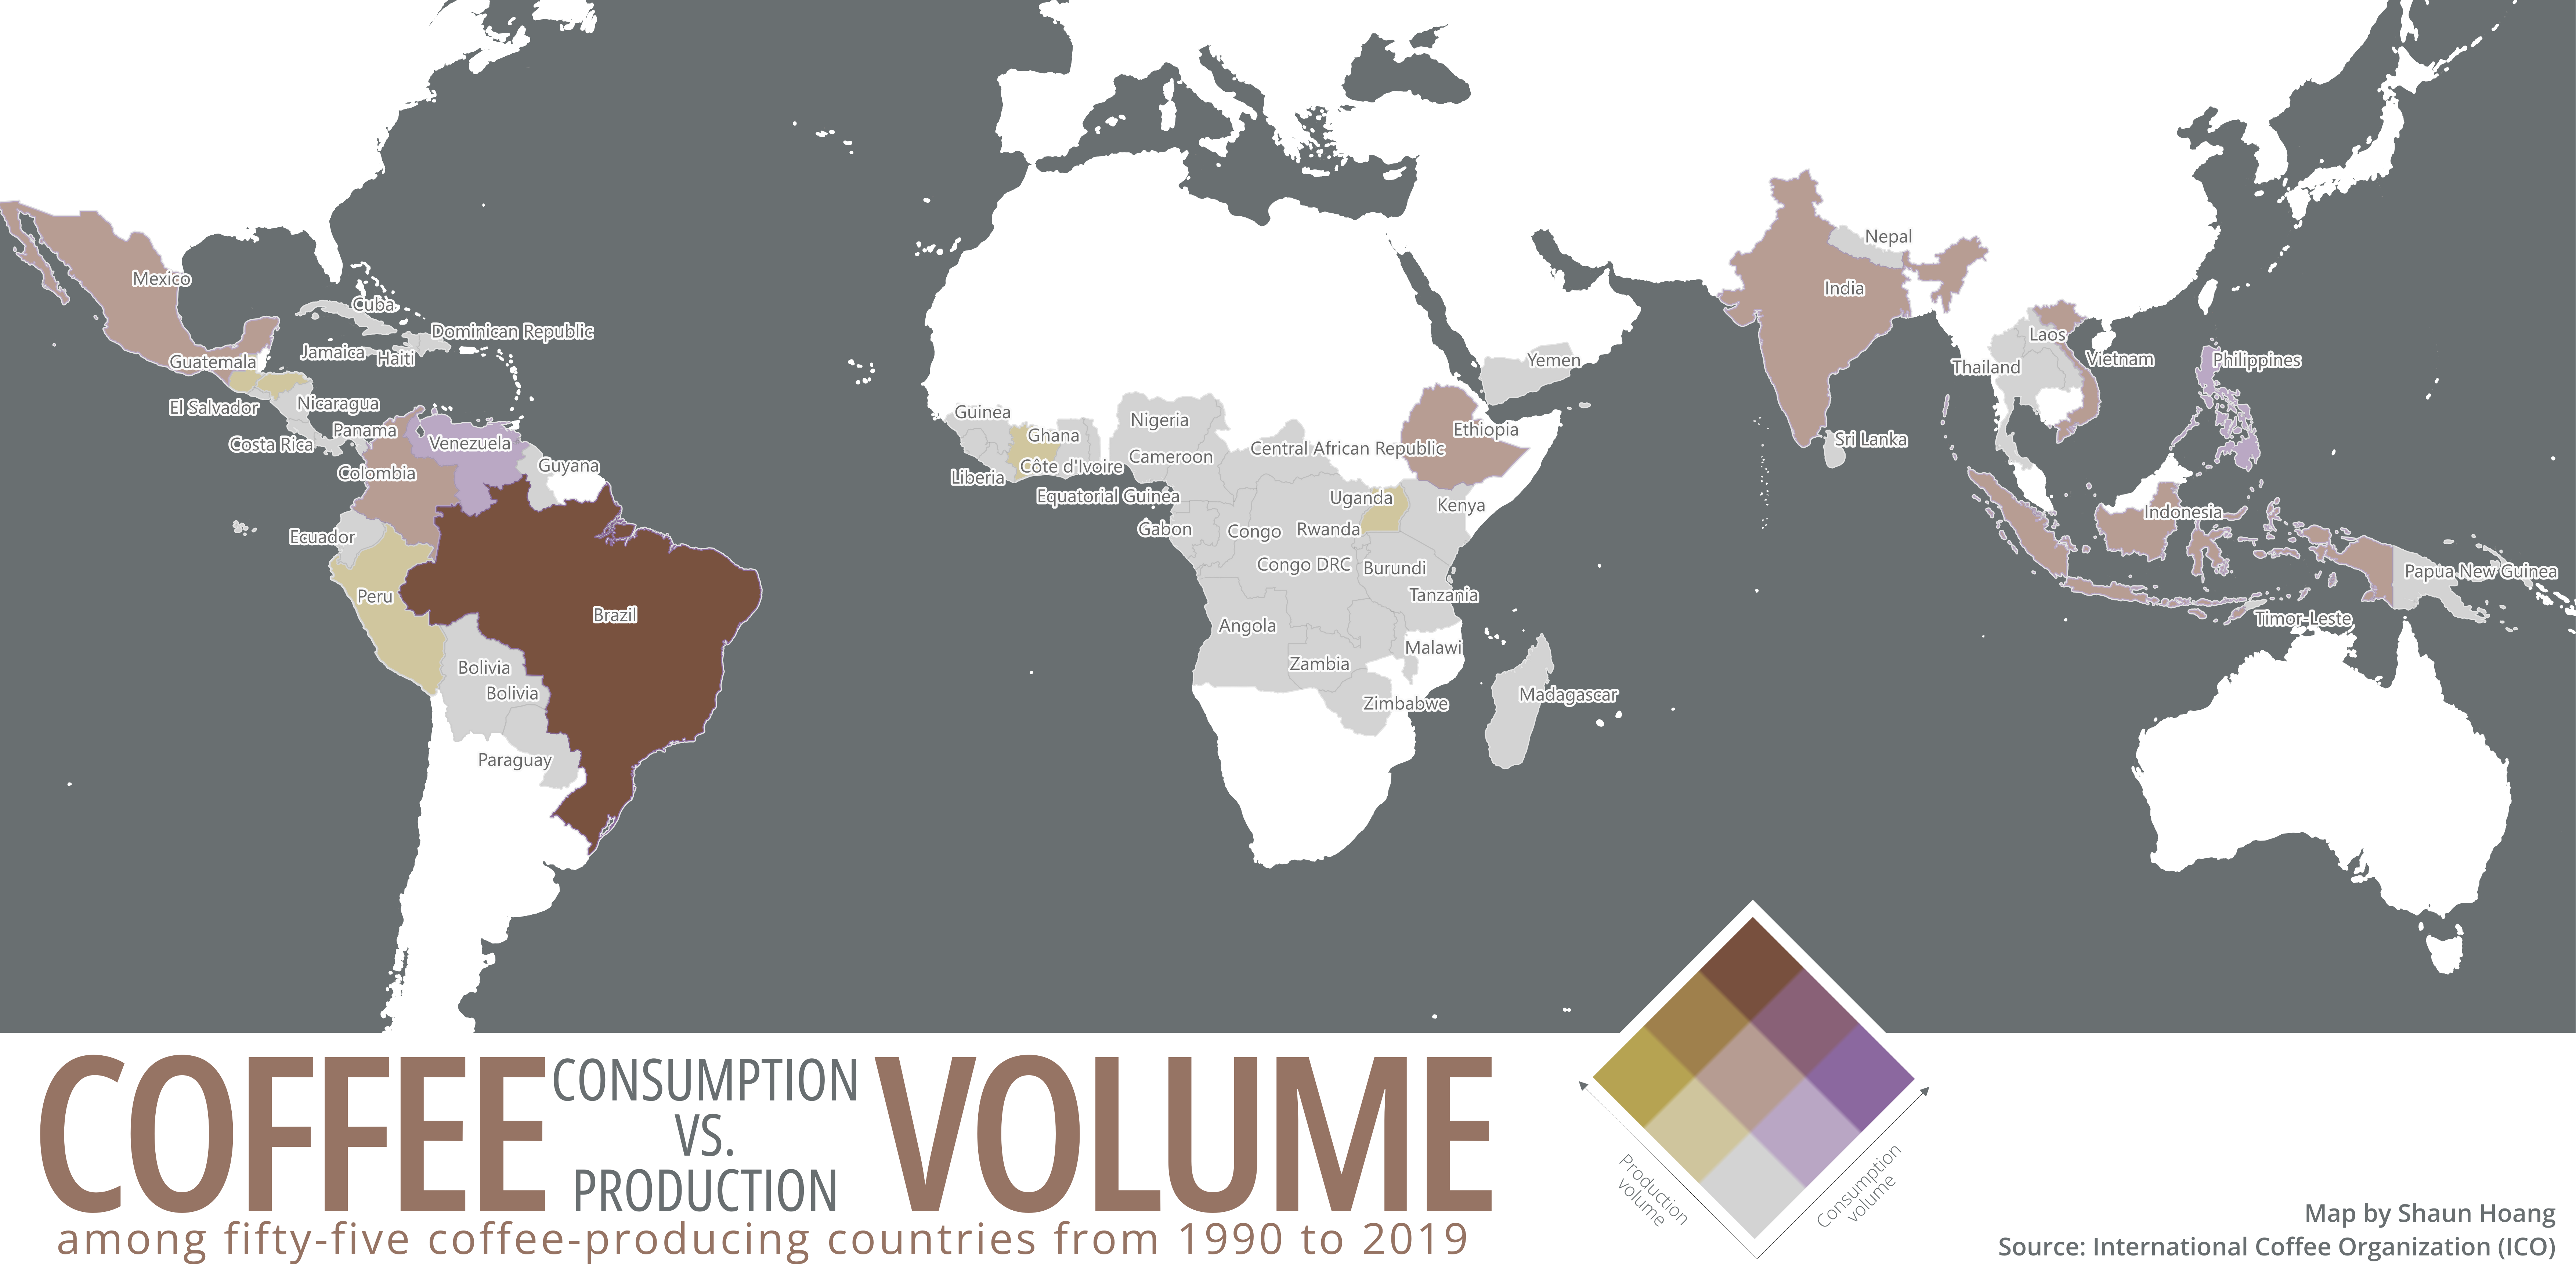 Mexico
Cuba
Dominican Republic
Jamaica
Haiti
Guatemala
El Salvador
Nicaragua
Costa Rica
Panama
Venezuela
Colombia
Guyana
Ecuador
Peru
Brazil
Bolivia
Bolivia
Paraguay
Guinea
Ghana
Nigeria
Côte d'Ivoire
Liberia
Cameroon
Central African Republic
Ethiopia
Yemen
Equatorial Guinea
Gabon
Congo
Uganda
Kenya
Rwanda
Congo DRC
Burundi
Tanzania
Angola
Malawi
Zambia
Zimbabwe
Madagascar
Nepal
India
Sri Lanka
Laos
Thailand
Vietnam
Philippines
Indonesia
Papua New Guinea
Timor-Leste
COFFEE
CONSUMPTION
VS.
PRODUCTION
VOLUME
among fifty-five coffee-producing countries from 1990 to 2019
Production
volume
Consumption
volume
Map by Shaun Hoang
Source: International Coffee Organization (ICO)